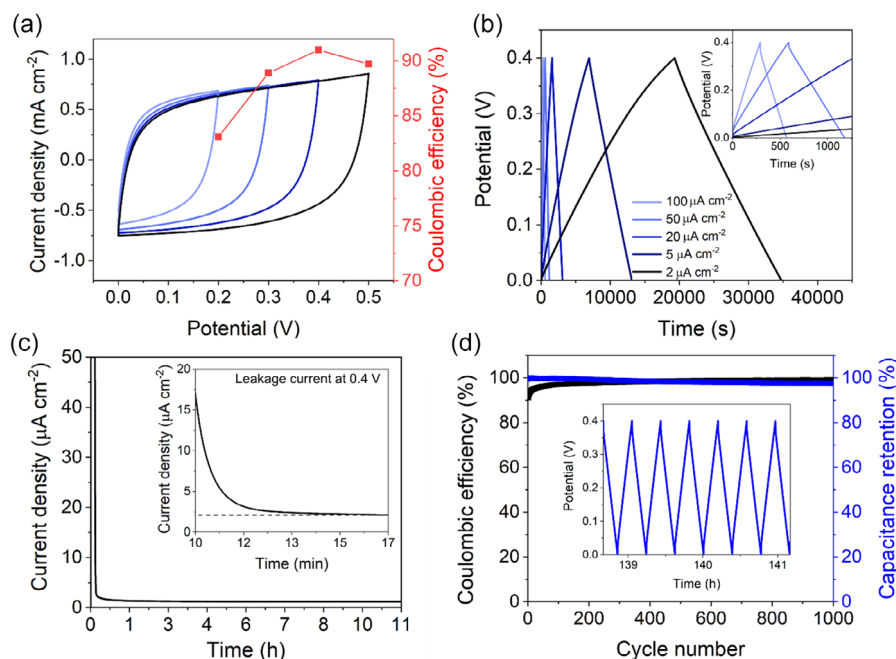 (a)
Current density (mA cm⁻²)
1.0
0.5
0.0
-0.5
-1.0
0.0 0.1 0.2 0.3 0.4 0.5
Potential (V)
90
85
80
75
70
Coulombic efficiency (%)
(b)
Potential (V)
0.4
0.3
0.2
0.1
0.0
0 10000 20000 30000 40000
Time (s)
100 µA cm⁻²
50 µA cm⁻²
20 µA cm⁻²
5 µA cm⁻²
2 µA cm⁻²
Potential (V)
0.4
0.2
0.0
0 500 1000
Time (s)
(c)
Current density (µA cm⁻²)
50
40
30
20
10
0
0 1 2 3 4 5 6 7 8 9 10 11
Time (h)
Leakage current at 0.4 V
Current density (µA cm⁻²)
20
15
10
5
0
10 12 13 15 17
Time (min)
(d)
Coulombic efficiency (%)
100
80
60
40
20
0
0 200 400 600 800 1000
Cycle number
100
80
60
40
20
0
Capacitance retention (%)
Potential (V)
0.4
0.3
0.2
0.1
0.0
139 140 141
Time (h)